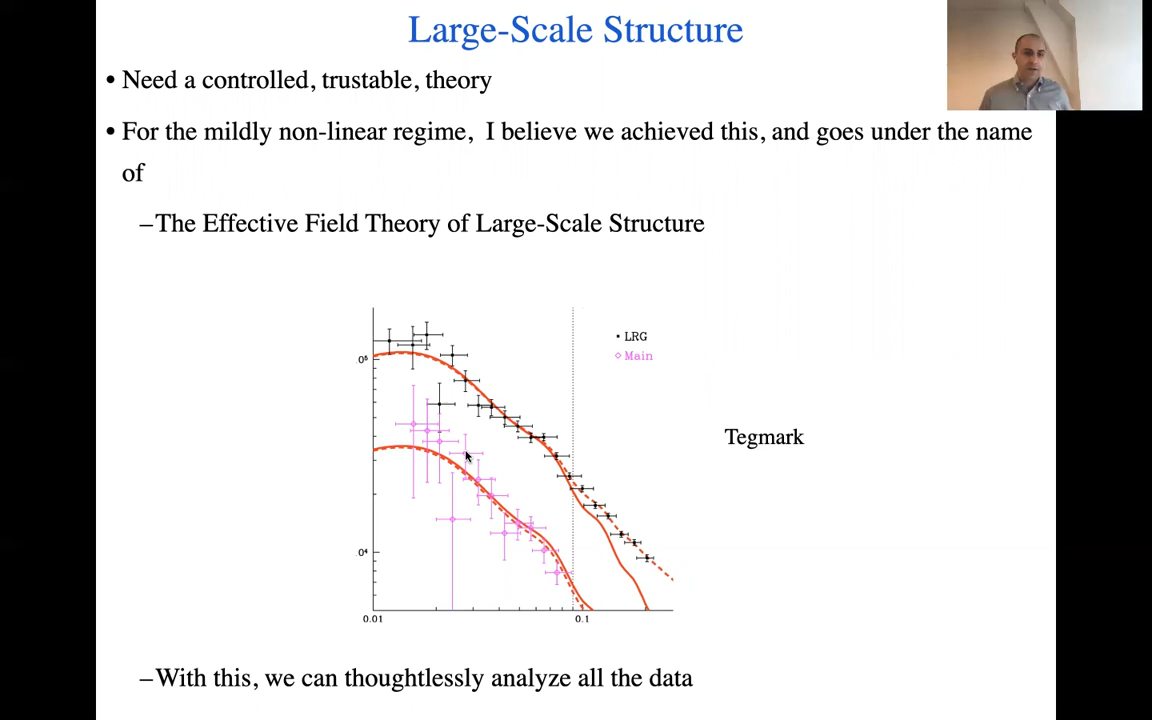 Large-Scale Structure
• Need a controlled, trustable, theory
• For the mildly non-linear regime, I believe we achieved this, and goes under the name
of
–The Effective Field Theory of Large-Scale Structure
LRG
Main
0⁵
Tegmark
0⁴
0.01
0.1
–With this, we can thoughtlessly analyze all the data